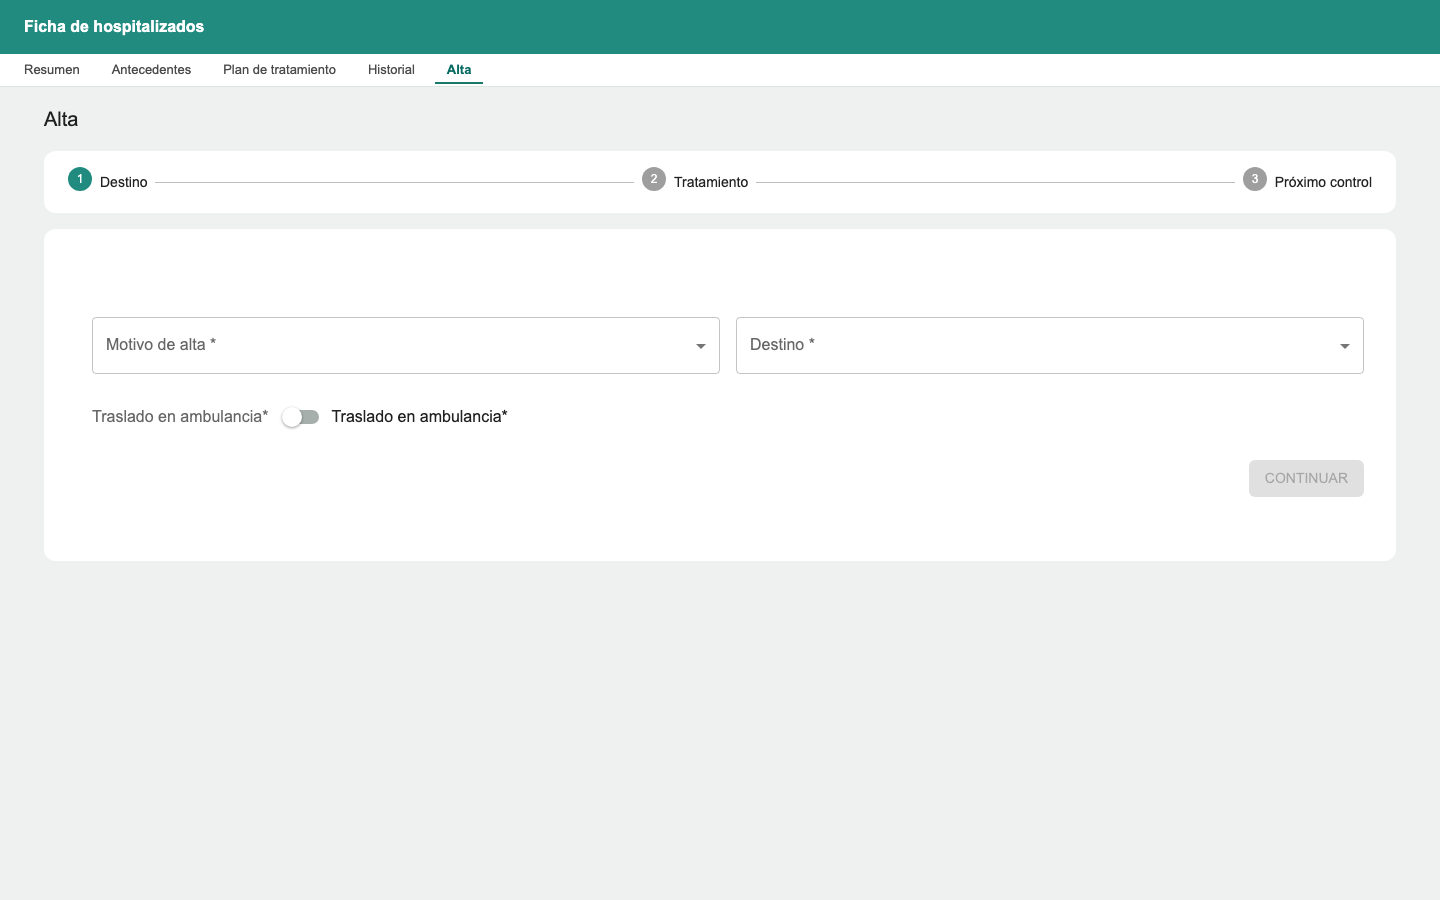 Ficha de hospitalizados
Resumen Antecedentes Plan de tratamiento Historial Alta
Alta
1 Destino 2 Tratamiento 3 Próximo control
Motivo de alta * Destino *
Traslado en ambulancia* Traslado en ambulancia*
CONTINUAR